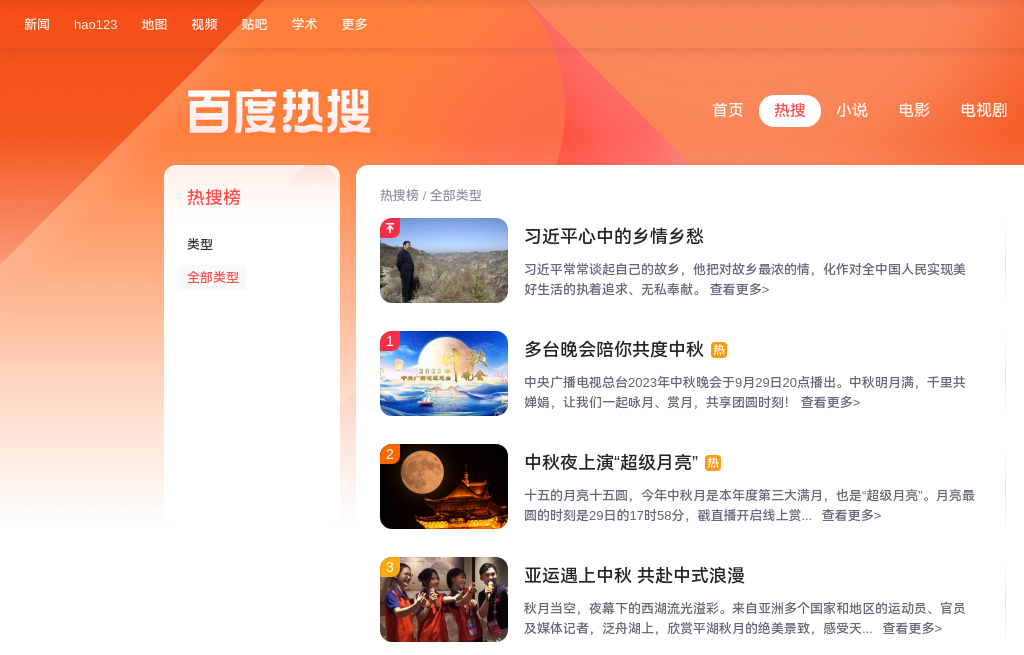 新闻 hao123 地图 视频 贴吧 学术 更多
百度热搜
首页 热搜 小说 电影 电视剧
热搜榜
类型
全部类型
热搜榜 / 全部类型
习近平心中的乡情乡愁
习近平常常谈起自己的故乡，他把对故乡最浓的情，化作对全中国人民实现美
好生活的执着追求、无私奉献。 查看更多>
1
2023
中秋晚会
多台晚会陪你共度中秋 热
中央广播电视总台2023年中秋晚会于9月29日20点播出。中秋明月满，千里共
婵娟，让我们一起咏月、赏月，共享团圆时刻！ 查看更多>
2
中秋夜上演“超级月亮” 热
十五的月亮十五圆，今年中秋月是本年度第三大满月，也是“超级月亮”。月亮最
圆的时刻是29日的17时58分，戳直播开启线上赏... 查看更多>
3
亚运遇上中秋 共赴中式浪漫
秋月当空，夜幕下的西湖流光溢彩。来自亚洲多个国家和地区的运动员、官员
及媒体记者，泛舟湖上，欣赏平湖秋月的绝美景致，感受天... 查看更多>